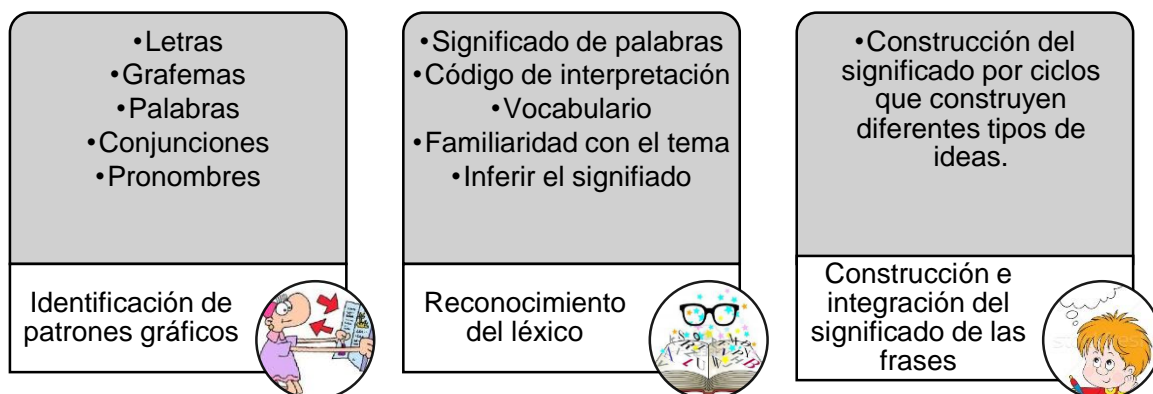 •Letras
•Grafemas
•Palabras
•Conjunciones
•Pronombres
Identificación de
patrones gráficos
•Significado de palabras
•Código de interpretación
•Vocabulario
•Familiaridad con el tema
•Inferir el signifiado
Reconocimiento
del léxico
•Construcción del
significado por ciclos
que construyen
diferentes tipos de
ideas.
Construcción e
integración del
significado de las
frases